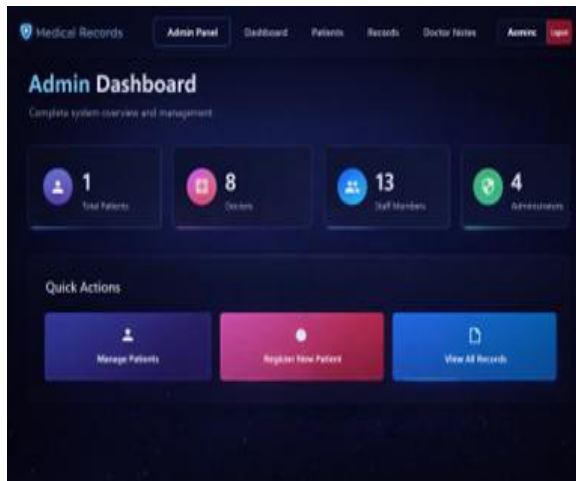 Medical Records Admin Panel Dashboard Patients Records Doctor Notes Logout
Admin Dashboard
Complete system overview and management
1 8 13 4
Total Patients Doctors Staff Members Administrators
Quick Actions
Manage Patients Register New Patient View All Records